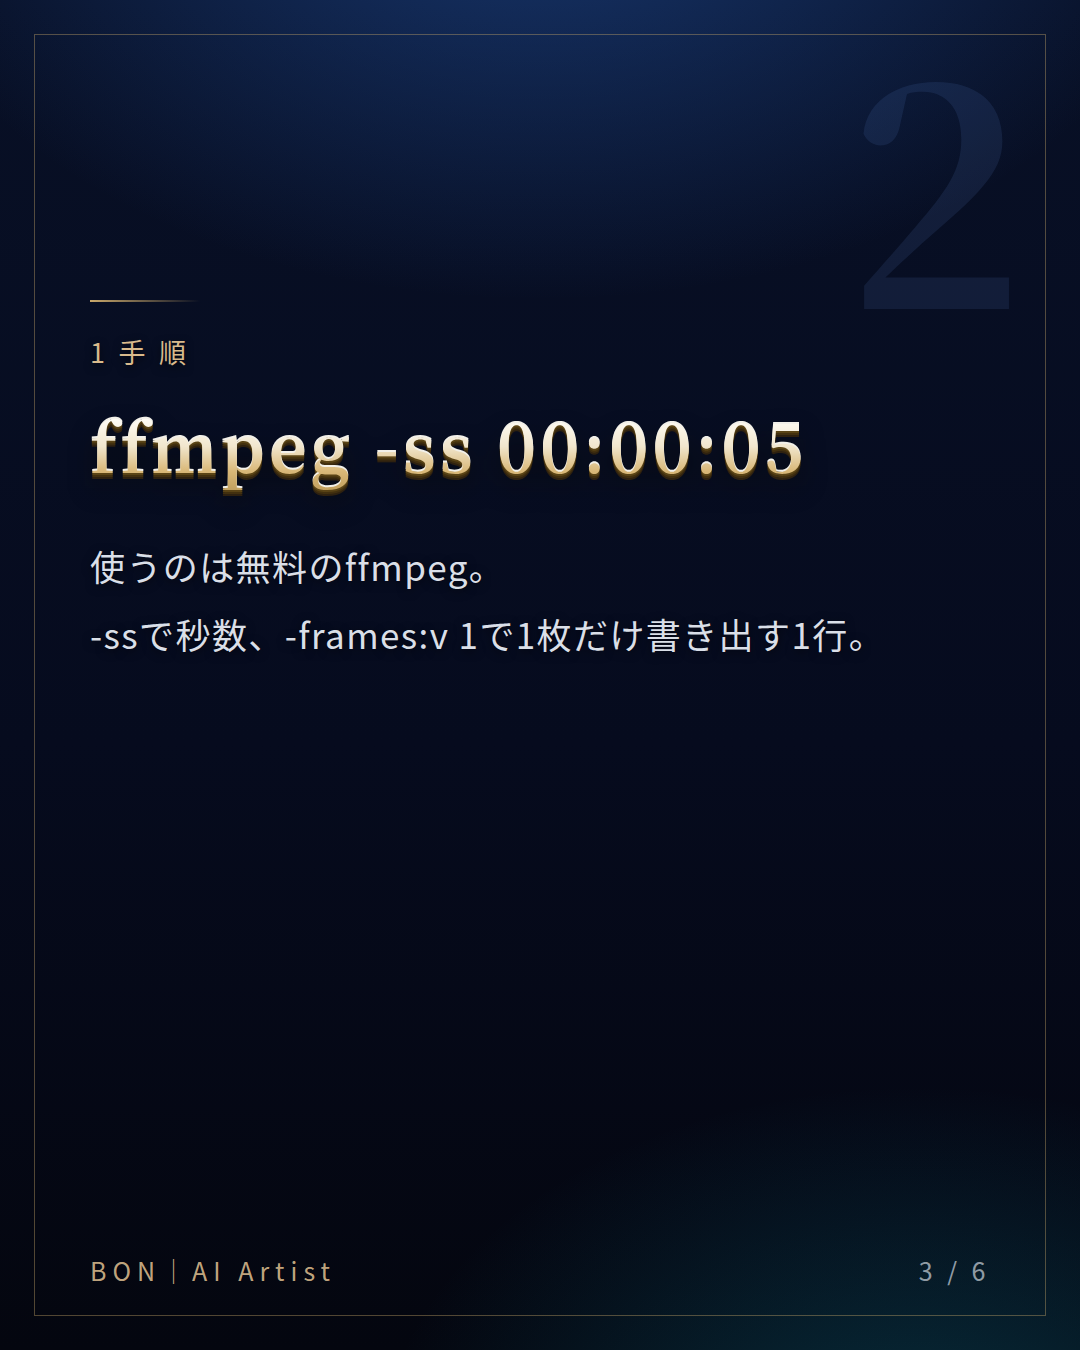 2
1 手 順
ffmpeg -ss 00:00:05
使うのは無料のffmpeg。
-ssで秒数、-frames:v 1で1枚だけ書き出す1行。
BON｜AI Artist
3 / 6